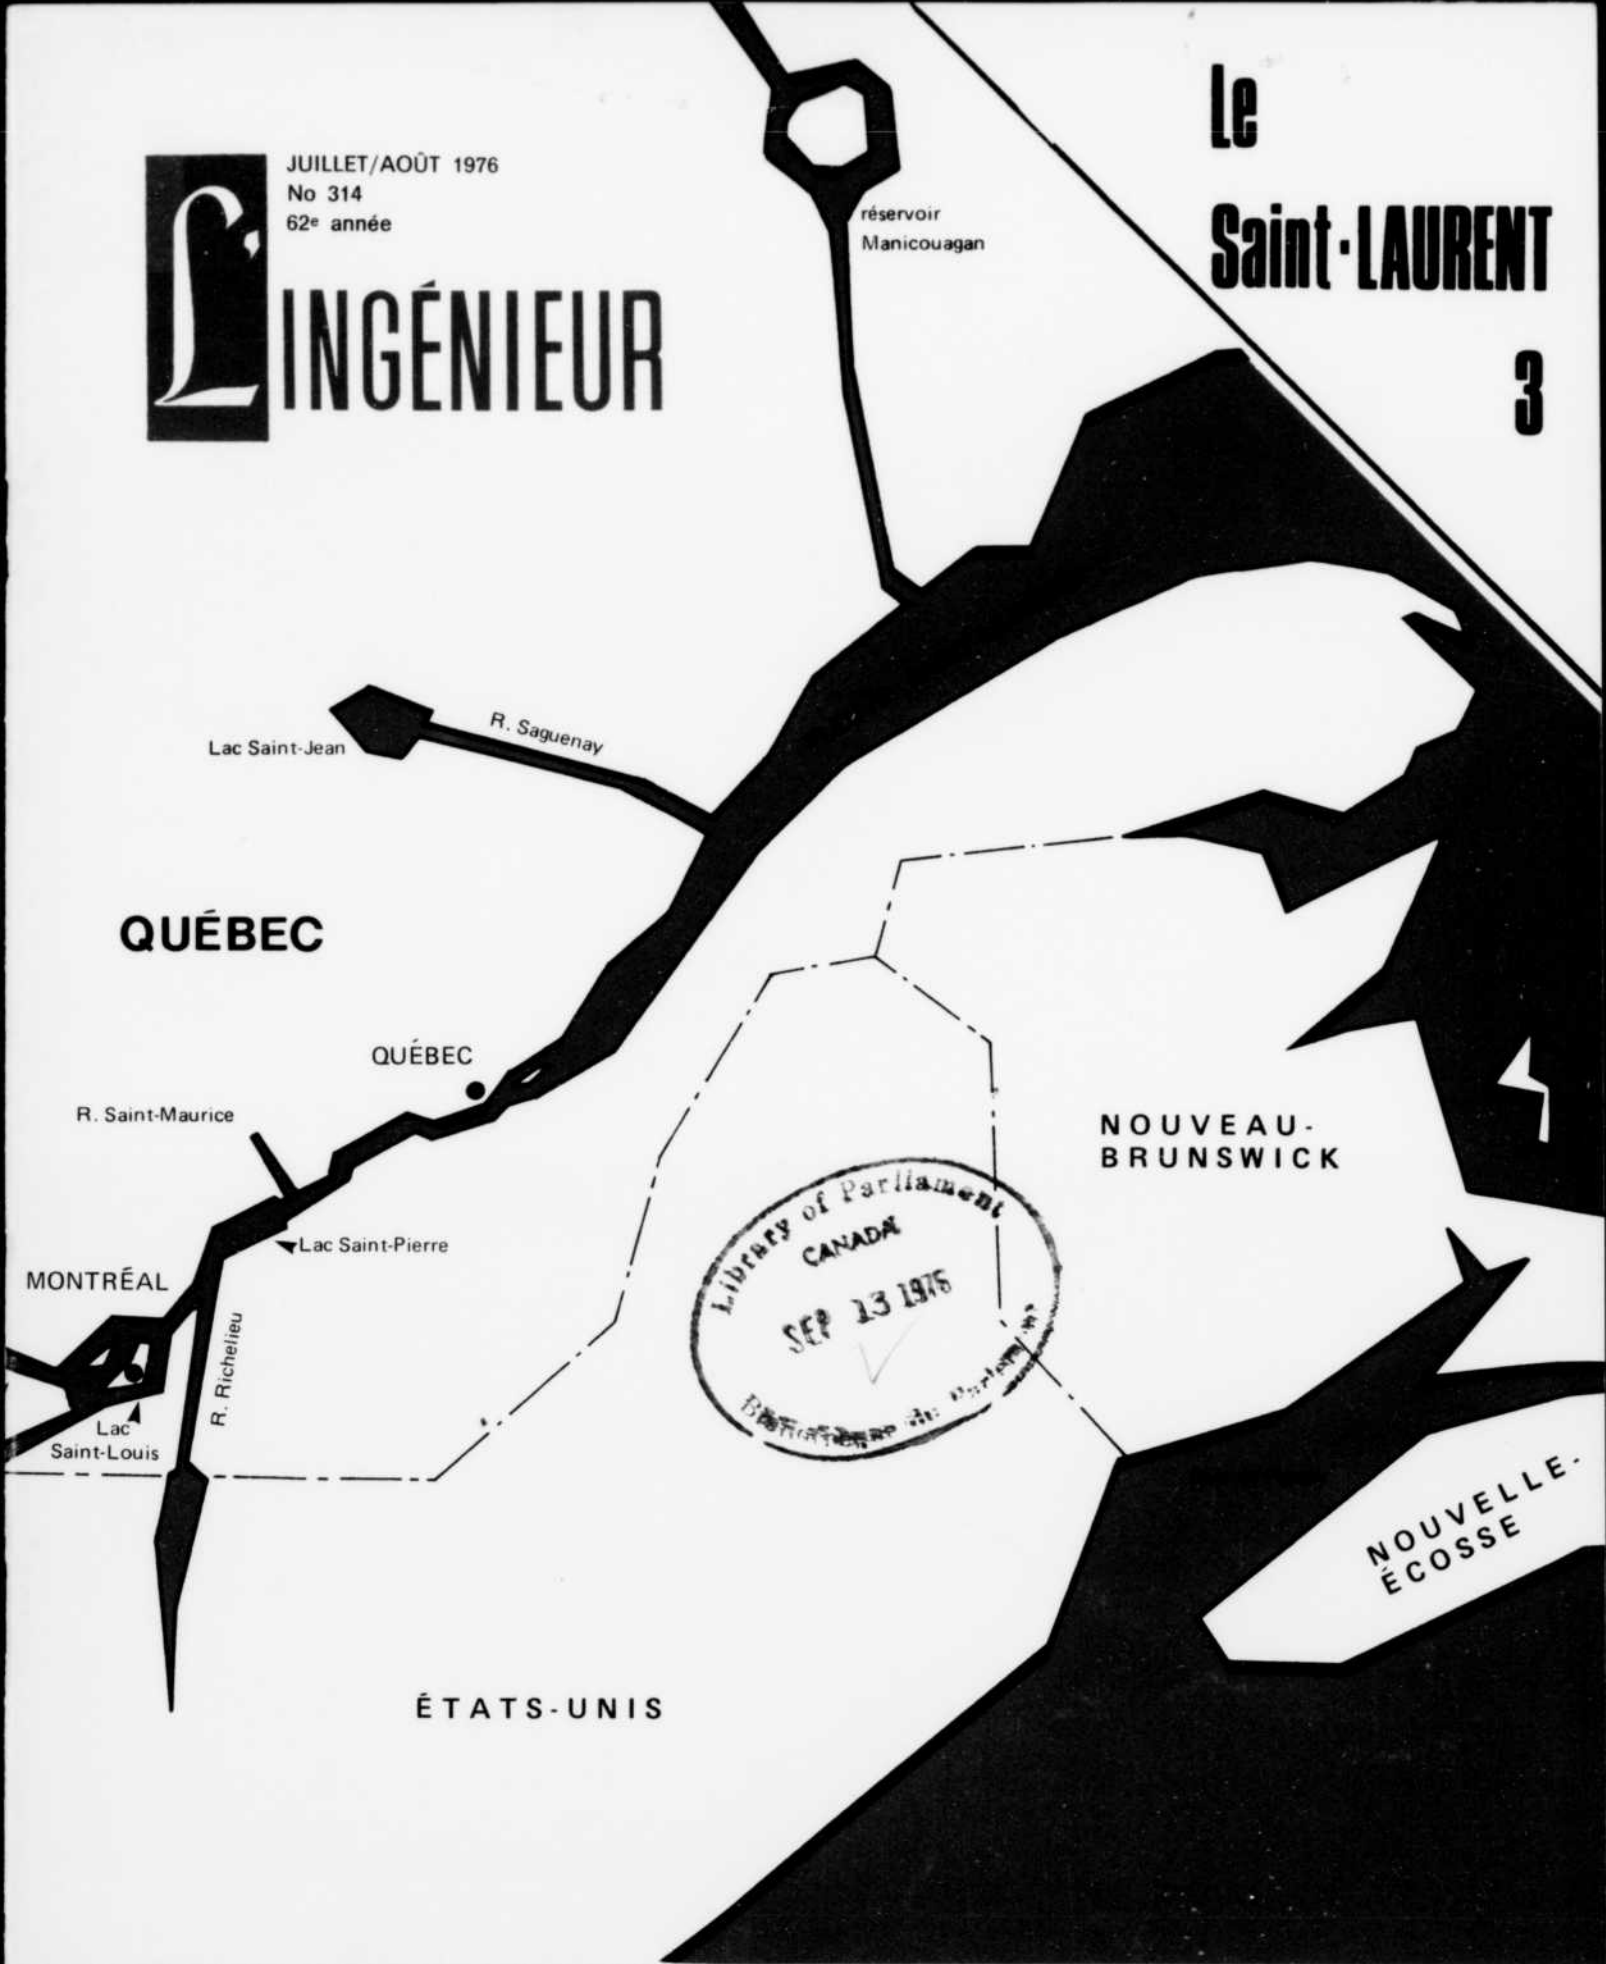 JUILLET/AOÛT 1976
No 314
62e année
L'INGÉNIEUR
Le
Saint-LAURENT
3
réservoir
Manicouagan
R. Saguenay
Lac Saint-Jean
QUÉBEC
QUÉBEC
R. Saint-Maurice
Lac Saint-Pierre
MONTRÉAL
R. Richelieu
Lac
Saint-Louis
NOUVEAU-
BRUNSWICK
Library of Parliament
CANADA
SEP 13 1976
NOUVELLE-
ÉCOSSE
ÉTATS-UNIS